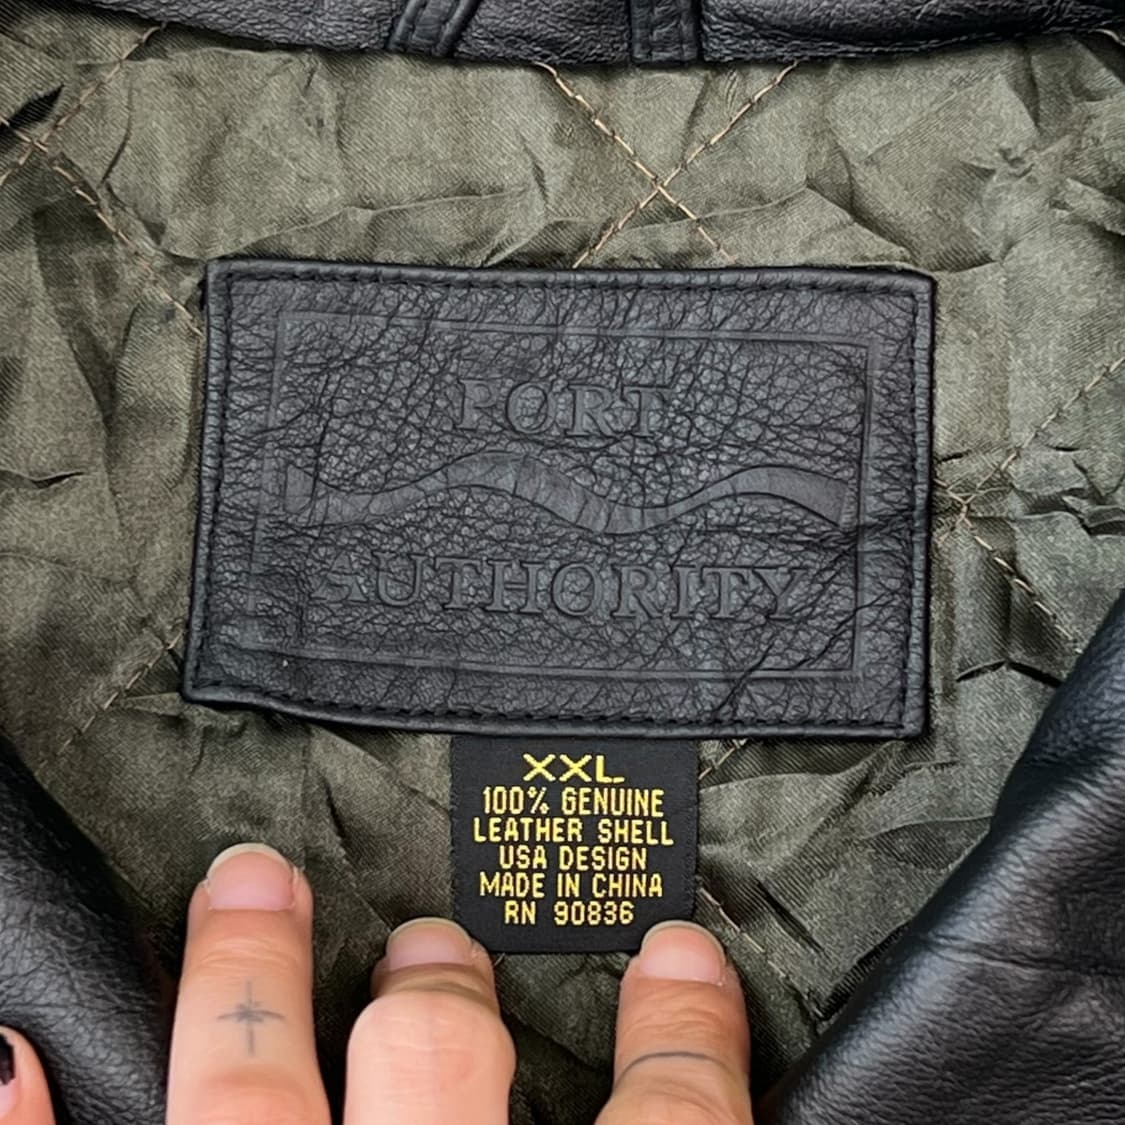 PORT
AUTHORITY
XXL
100% GENUINE
LEATHER SHELL
USA DESIGN
MADE IN CHINA
RN 90836